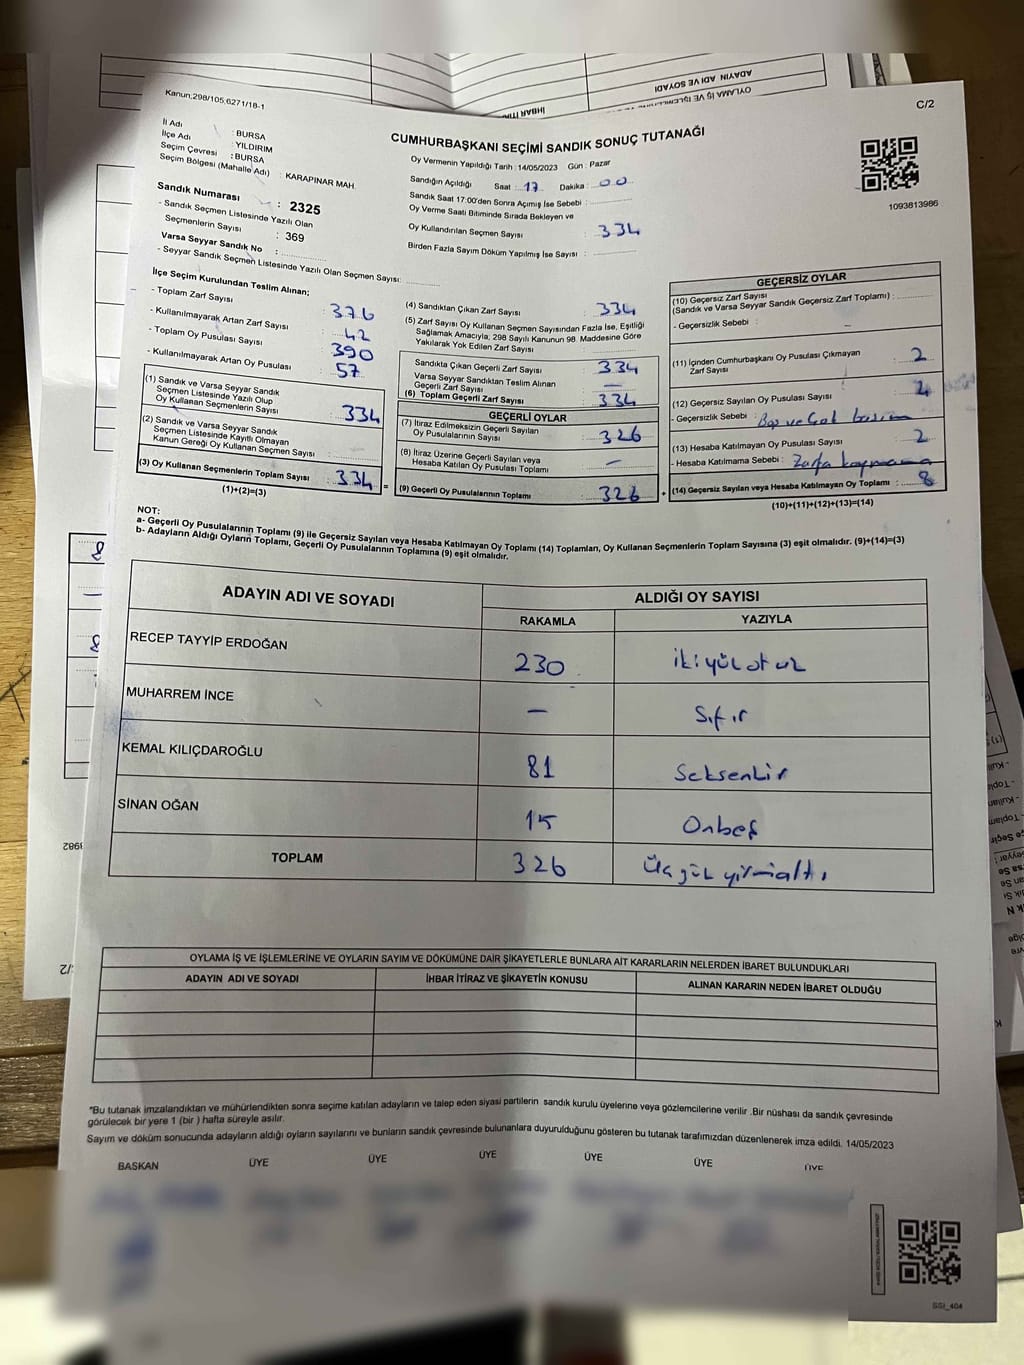 OYLAMA İŞ VE İŞLEMLERİNE
ADAYIN ADI VE SOYADI
Kanun;298/105,6271/18-1
C/2
İl Adı : BURSA
İlçe Adı : YILDIRIM
Seçim Çevresi : BURSA
Seçim Bölgesi (Mahalle Adı) : KARAPINAR MAH.
CUMHURBAŞKANI SEÇİMİ SANDIK SONUÇ TUTANAĞI
Oy Vermenin Yapıldığı Tarih : 14/05/2023 Gün : Pazar
Sandığın Açıldığı Saat : 17 Dakika : 00
Sandık Saat 17:00'den Sonra Açımış İse Sebebi :
Oy Verme Saati Bitiminde Sırada Bekleyen ve
Oy Kullandırılan Seçmen Sayısı : 334
Birden Fazla Sayım Döküm Yapılmış İse Sayısı :
1093813986
Sandık Numarası : 2325
- Sandık Seçmen Listesinde Yazılı Olan
Seçmenlerin Sayısı : 369
Varsa Seyyar Sandık No :
- Seyyar Sandık Seçmen Listesinde Yazılı Olan Seçmen Sayısı:
İlçe Seçim Kurulundan Teslim Alınan;
- Toplam Zarf Sayısı : 376
- Kullanılmayarak Artan Zarf Sayısı : 42
- Toplam Oy Pusulası Sayısı : 390
- Kullanılmayarak Artan Oy Pusulası : 57
(1) Sandık ve Varsa Seyyar Sandık
Seçmen Listesinde Yazılı Olup
Oy Kullanan Seçmenlerin Sayısı : 334
(2) Sandık ve Varsa Seyyar Sandık
Seçmen Listesinde Kayıtlı Olmayan
Kanun Gereği Oy Kullanan Seçmen Sayısı :
(3) Oy Kullanan Seçmenlerin Toplam Sayısı : 334 =
(1)+(2)=(3)
(4) Sandıktan Çıkan Zarf Sayısı : 334
(5) Zarf Sayısı Oy Kullanan Seçmen Sayısından Fazla İse, Eşitliği
Sağlamak Amacıyla; 298 Sayılı Kanunun 98. Maddesine Göre
Yakılarak Yok Edilen Zarf Sayısı :
Sandıkta Çıkan Geçerli Zarf Sayısı : 334
Varsa Seyyar Sandıktan Teslim Alınan
Geçerli Zarf Sayısı : —
(6) Toplam Geçerli Zarf Sayısı : 334
GEÇERLİ OYLAR
(7) İtiraz Edilmeksizin Geçerli Sayılan
Oy Pusulalarının Sayısı : 326
(8) İtiraz Üzerine Geçerli Sayılan veya
Hesaba Katılan Oy Pusulası Toplamı : —
(9) Geçerli Oy Pusulalarının Toplamı : 326 +
GEÇERSİZ OYLAR
(10) Geçersiz Zarf Sayısı
(Sandık ve Varsa Seyyar Sandık Geçersiz Zarf Toplamı) :
- Geçersizlik Sebebi : —
(11) İçinden Cumhurbaşkanı Oy Pusulası Çıkmayan
Zarf Sayısı : 2
(12) Geçersiz Sayılan Oy Pusulası Sayısı : 4
- Geçersizlik Sebebi : Boş ve Çok basım
(13) Hesaba Katılmayan Oy Pusulası Sayısı : 2
- Hesaba Katılmama Sebebi : Zarfa koymama
(14) Geçersiz Sayılan veya Hesaba Katılmayan Oy Toplamı : 8
(10)+(11)+(12)+(13)=(14)
NOT:
a- Geçerli Oy Pusulalarının Toplamı (9) ile Geçersiz Sayılan veya Hesaba Katılmayan Oy Toplamı (14) Toplamları, Oy Kullanan Seçmenlerin Toplam Sayısına (3) eşit olmalıdır. (9)+(14)=(3)
b- Adayların Aldığı Oyların Toplamı, Geçerli Oy Pusulalarının Toplamına (9) eşit olmalıdır.
ADAYIN ADI VE SOYADI ALDIĞI OY SAYISI
RAKAMLA YAZIYLA
RECEP TAYYİP ERDOĞAN 230 ikiyüz otuz
MUHARREM İNCE — Sıfır
KEMAL KILIÇDAROĞLU 81 Seksenbir
SİNAN OĞAN 15 Onbeş
TOPLAM 326 Üçyüz yirmialtı
OYLAMA İŞ VE İŞLEMLERİNE VE OYLARIN SAYIM VE DÖKÜMÜNE DAİR ŞİKAYETLERLE BUNLARA AİT KARARLARIN NELERDEN İBARET BULUNDUKLARI
ADAYIN ADI VE SOYADI İHBAR İTİRAZ VE ŞİKAYETİN KONUSU ALINAN KARARIN NEDEN İBARET OLDUĞU
*Bu tutanak imzalandıktan ve mühürlendikten sonra seçime katılan adayların ve talep eden siyasi partilerin sandık kurulu üyelerine veya gözlemcilerine verilir .Bir nüshası da sandık çevresinde
görülecek bir yere 1 (bir ) hafta süreyle asılır.
Sayım ve döküm sonucunda adayların aldığı oyların sayılarını ve bunların sandık çevresinde bulunanlara duyurulduğunu gösteren bu tutanak tarafımızdan düzenlenerek imza edildi. 14/05/2023
BAŞKAN ÜYE ÜYE ÜYE ÜYE ÜYE ÜYE
SSI_404